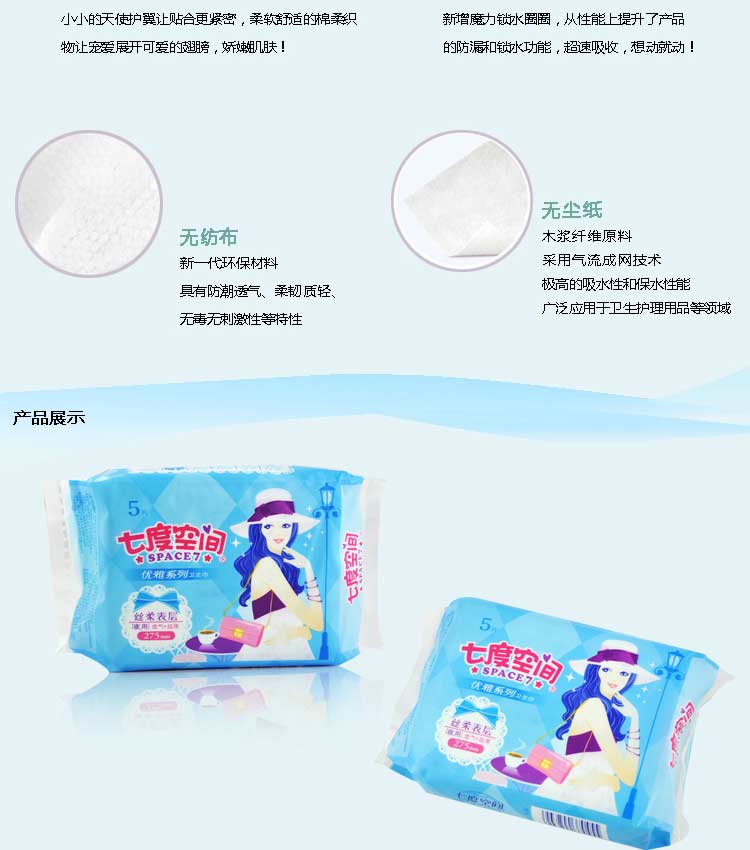 小小的天使护翼让贴合更紧密，柔软舒适的棉柔织
物让宠爱展开可爱的翅膀，娇嫩肌肤！
新增魔力锁水圈圈，从性能上提升了产品
的防漏和锁水功能，超速吸收，想动就动！
无纺布
新一代环保材料
具有防潮透气、柔韧质轻、
无毒无刺激性等特性
无尘纸
木浆纤维原料
采用气流成网技术
极高的吸水性和保水性能
广泛应用于卫生护理用品等领域
产品展示
5片
七度空间
SPACE7
优雅系列卫生巾
丝柔表层
夜用
275mm
七度空间
5片
七度空间
SPACE7
优雅系列卫生巾
丝柔表层
夜用
275mm
七度空间
七度空间